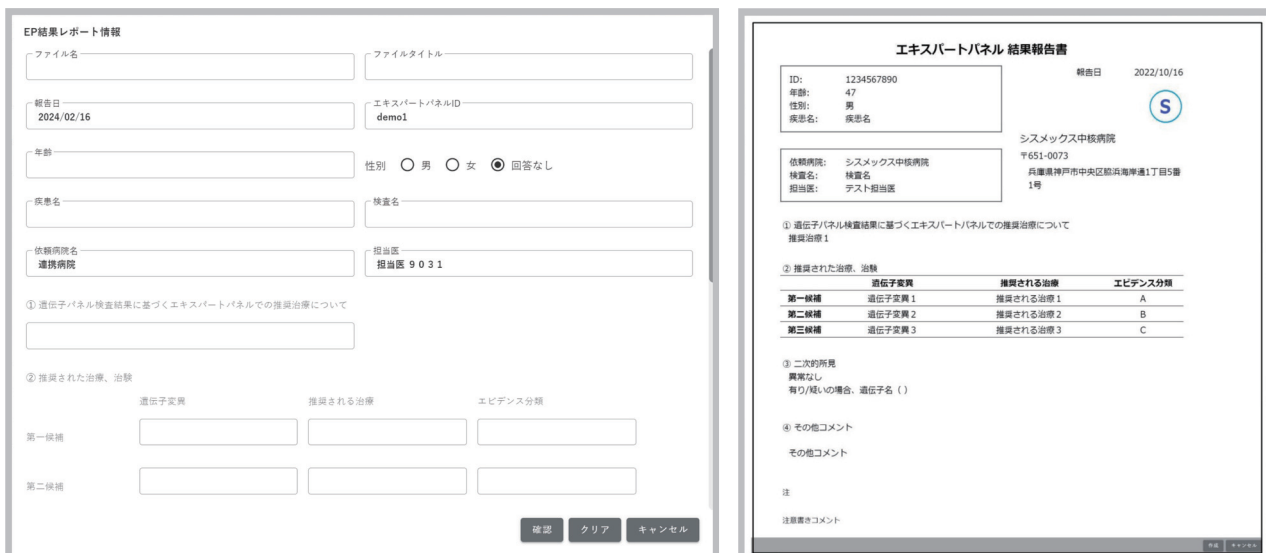 EP結果レポート情報
ファイル名
ファイルタイトル
報告日
2024/02/16
エキスパートパネルID
demo1
年齢
性別 男 女 回答なし
疾患名
検査名
依頼病院名
連携病院
担当医
担当医 9031
① 遺伝子パネル検査結果に基づくエキスパートパネルでの推奨治療について
② 推奨された治療、治験
遺伝子変異 推奨される治療 エビデンス分類
第一候補
第二候補
確認 クリア キャンセル
エキスパートパネル 結果報告書
報告日 2022/10/16
ID: 1234567890
年齢: 47
性別: 男
疾患名: 疾患名
S
シスメックス中核病院
〒651-0073
兵庫県神戸市中央区脇浜海岸通1丁目5番
1号
依頼病院: シスメックス中核病院
検査名: 検査名
担当医: テスト担当医
① 遺伝子パネル検査結果に基づくエキスパートパネルでの推奨治療について
推奨治療1
② 推奨された治療、治験
遺伝子変異 推奨される治療 エビデンス分類
第一候補 遺伝子変異1 推奨される治療1 A
第二候補 遺伝子変異2 推奨される治療2 B
第三候補 遺伝子変異3 推奨される治療3 C
③ 二次的所見
異常なし
有り/疑いの場合、遺伝子名 ( )
④ その他コメント
その他コメント
注
注意書きコメント
作成 キャンセル